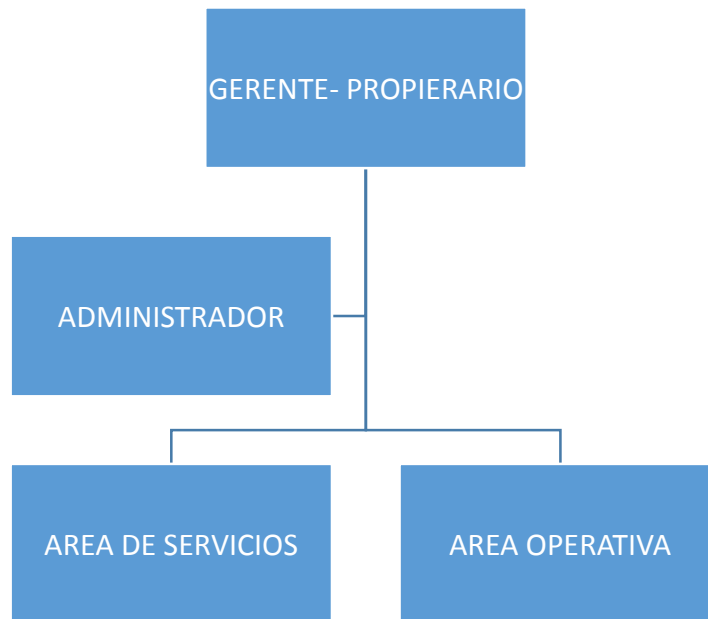 GERENTE- PROPIERARIO
ADMINISTRADOR
AREA DE SERVICIOS
AREA OPERATIVA